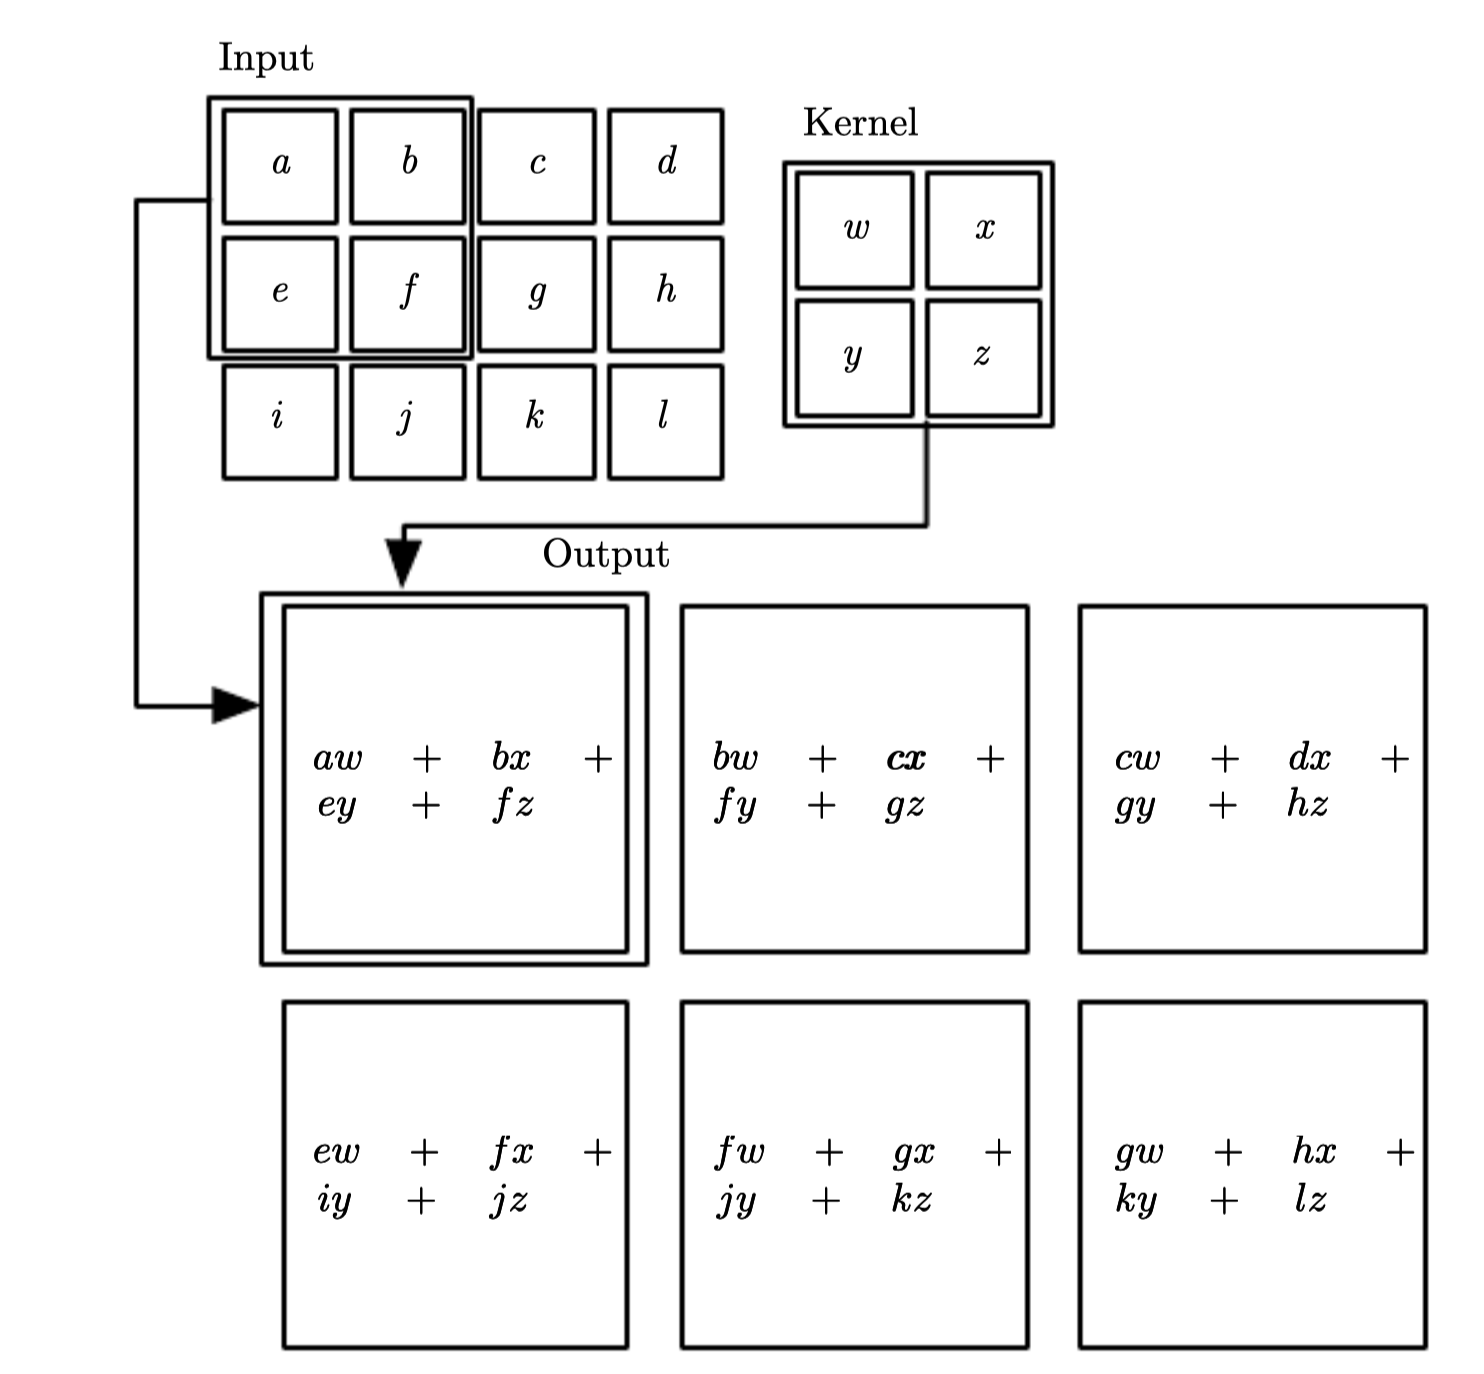 Input
Kernel
a b c d
w x
e f g h
y z
i j k l
Output
aw + bx +
ey + fz
bw + cx +
fy + gz
cw + dx +
gy + hz
ew + fx +
iy + jz
fw + gx +
jy + kz
gw + hx +
ky + lz